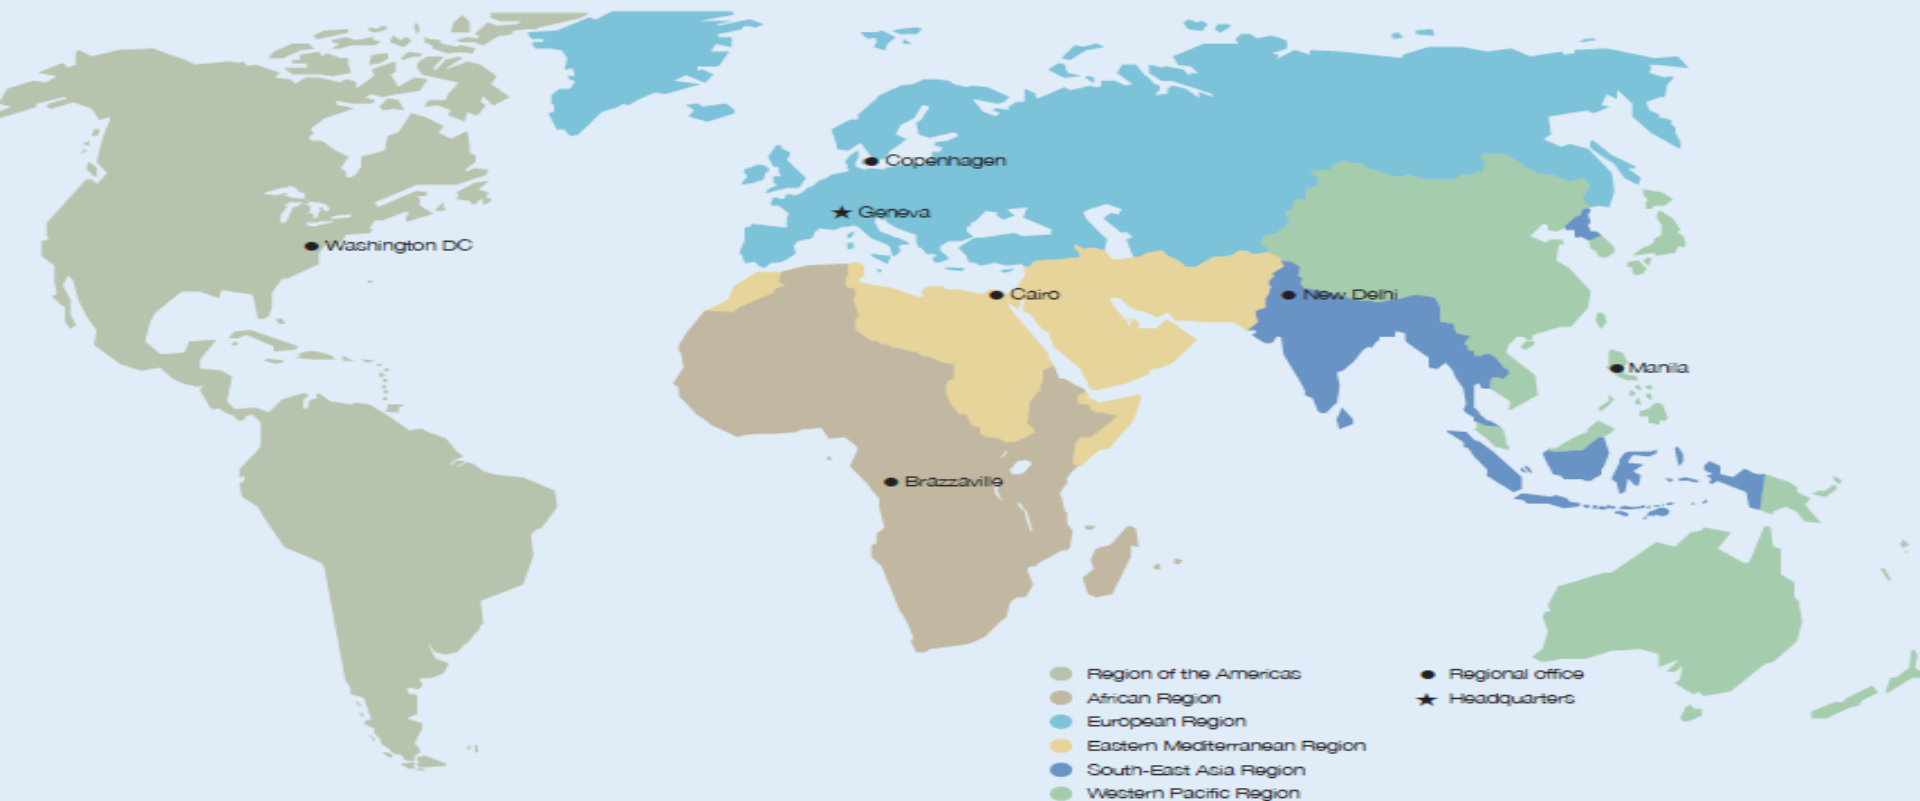 Copenhagen
Geneva
Washington DC
Cairo
New Delhi
Manila
Brazzaville
Region of the Americas
African Region
European Region
Eastern Mediterranean Region
South-East Asia Region
Western Pacific Region
Regional office
Headquarters